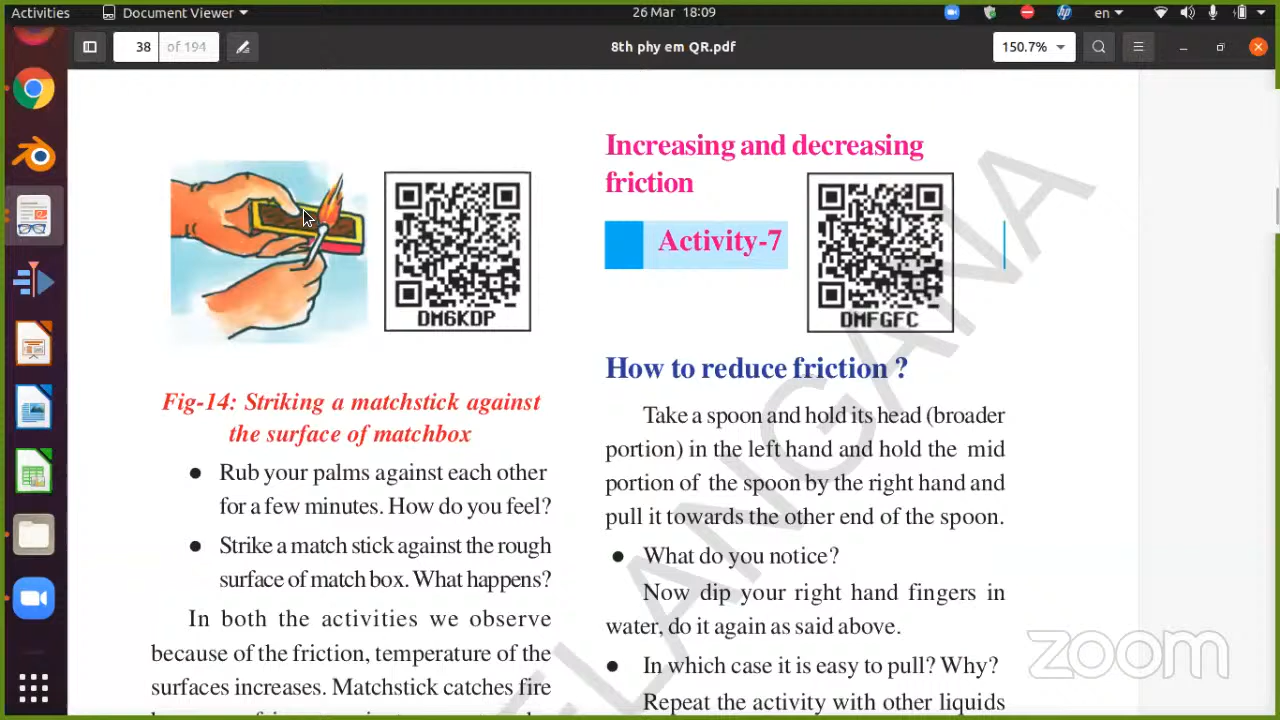 Activities
Document Viewer
26 Mar 18:09
en
38
of 194
8th phy em QR.pdf
150.7%
DM6KDP
Fig-14: Striking a matchstick against
the surface of matchbox
● Rub your palms against each other
for a few minutes. How do you feel?
● Strike a match stick against the rough
surface of match box. What happens?
In both the activities we observe
because of the friction, temperature of the
surfaces increases. Matchstick catches fire
Increasing and decreasing
friction
Activity-7
DMFGFC
How to reduce friction ?
Take a spoon and hold its head (broader
portion) in the left hand and hold the mid
portion of the spoon by the right hand and
pull it towards the other end of the spoon.
● What do you notice?
Now dip your right hand fingers in
water, do it again as said above.
● In which case it is easy to pull? Why?
Repeat the activity with other liquids
ELANGANA
zoom